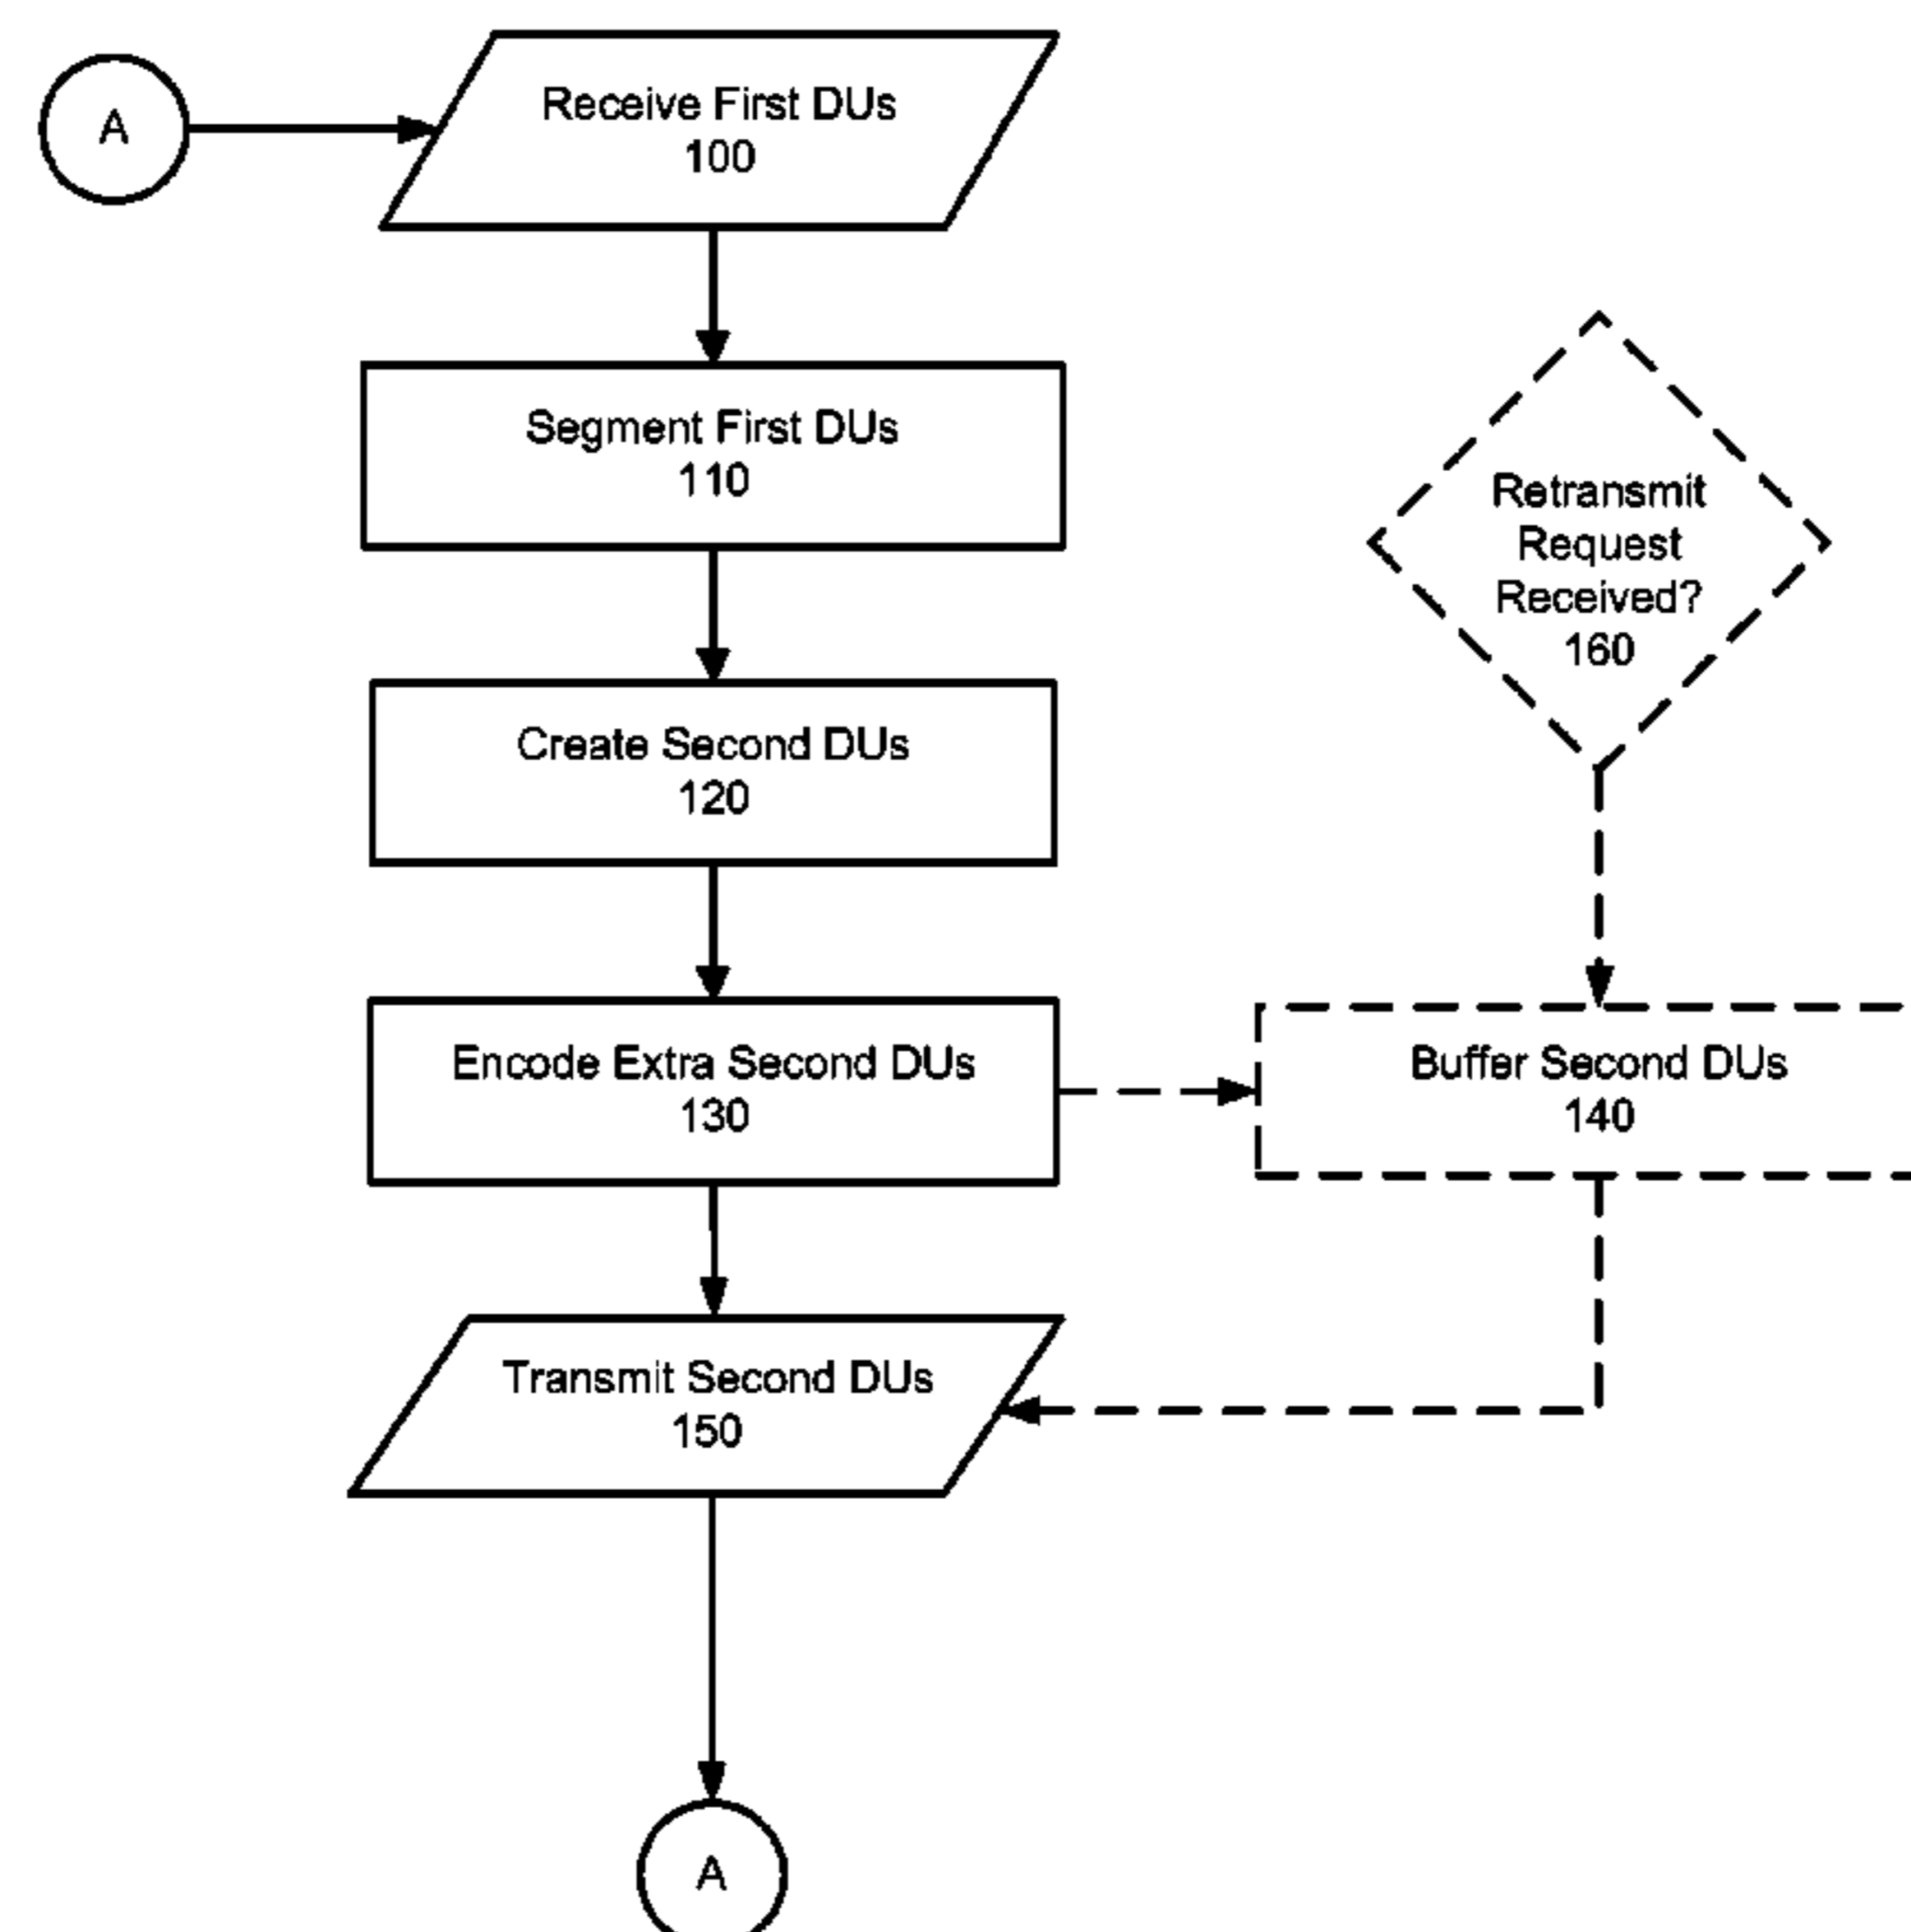 A
Receive First DUs
100
Segment First DUs
110
Retransmit
Request
Received?
160
Create Second DUs
120
Encode Extra Second DUs
130
Buffer Second DUs
140
Transmit Second DUs
150
A